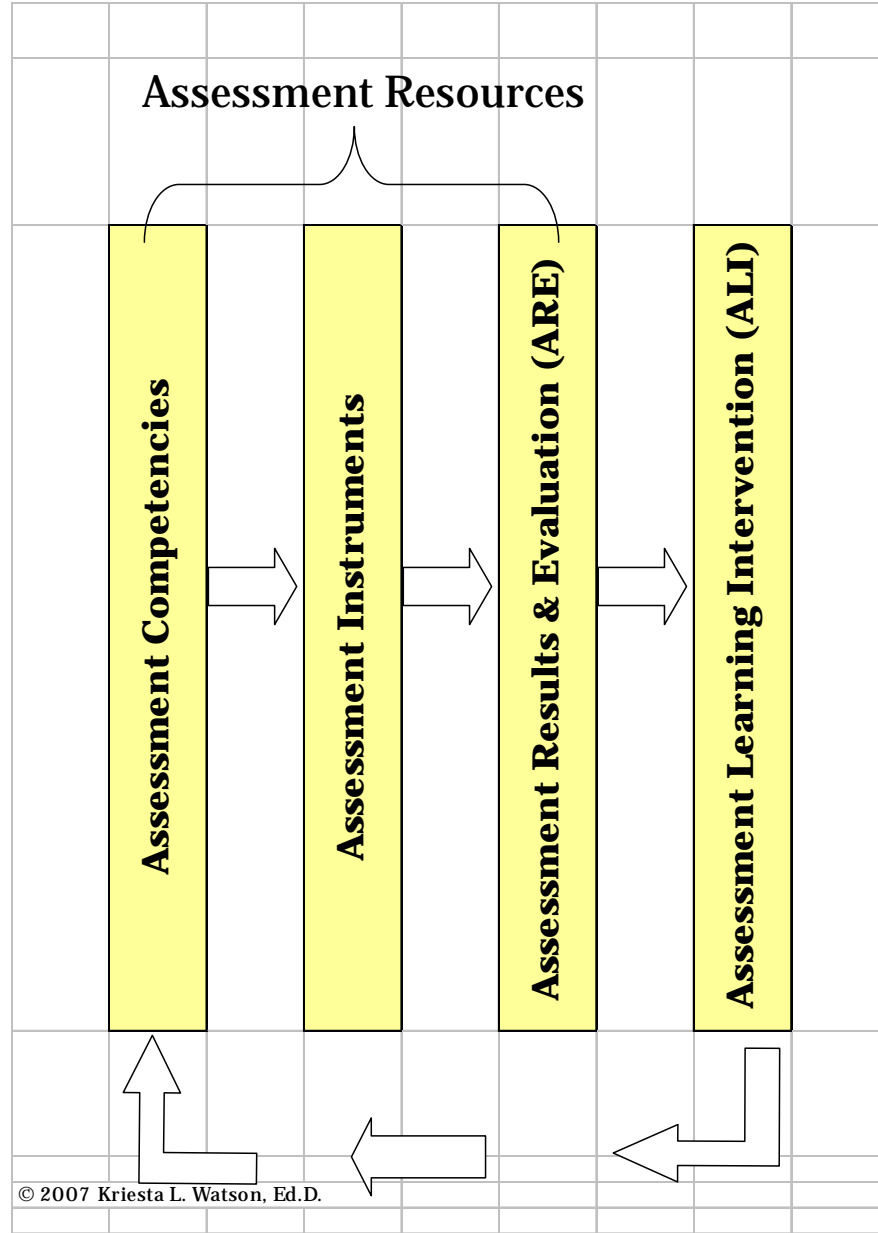 Assessment Resources
Assessment Competencies
Assessment Instruments
Assessment Results & Evaluation (ARE)
Assessment Learning Intervention (ALI)
© 2007 Kriesta L. Watson, Ed.D.